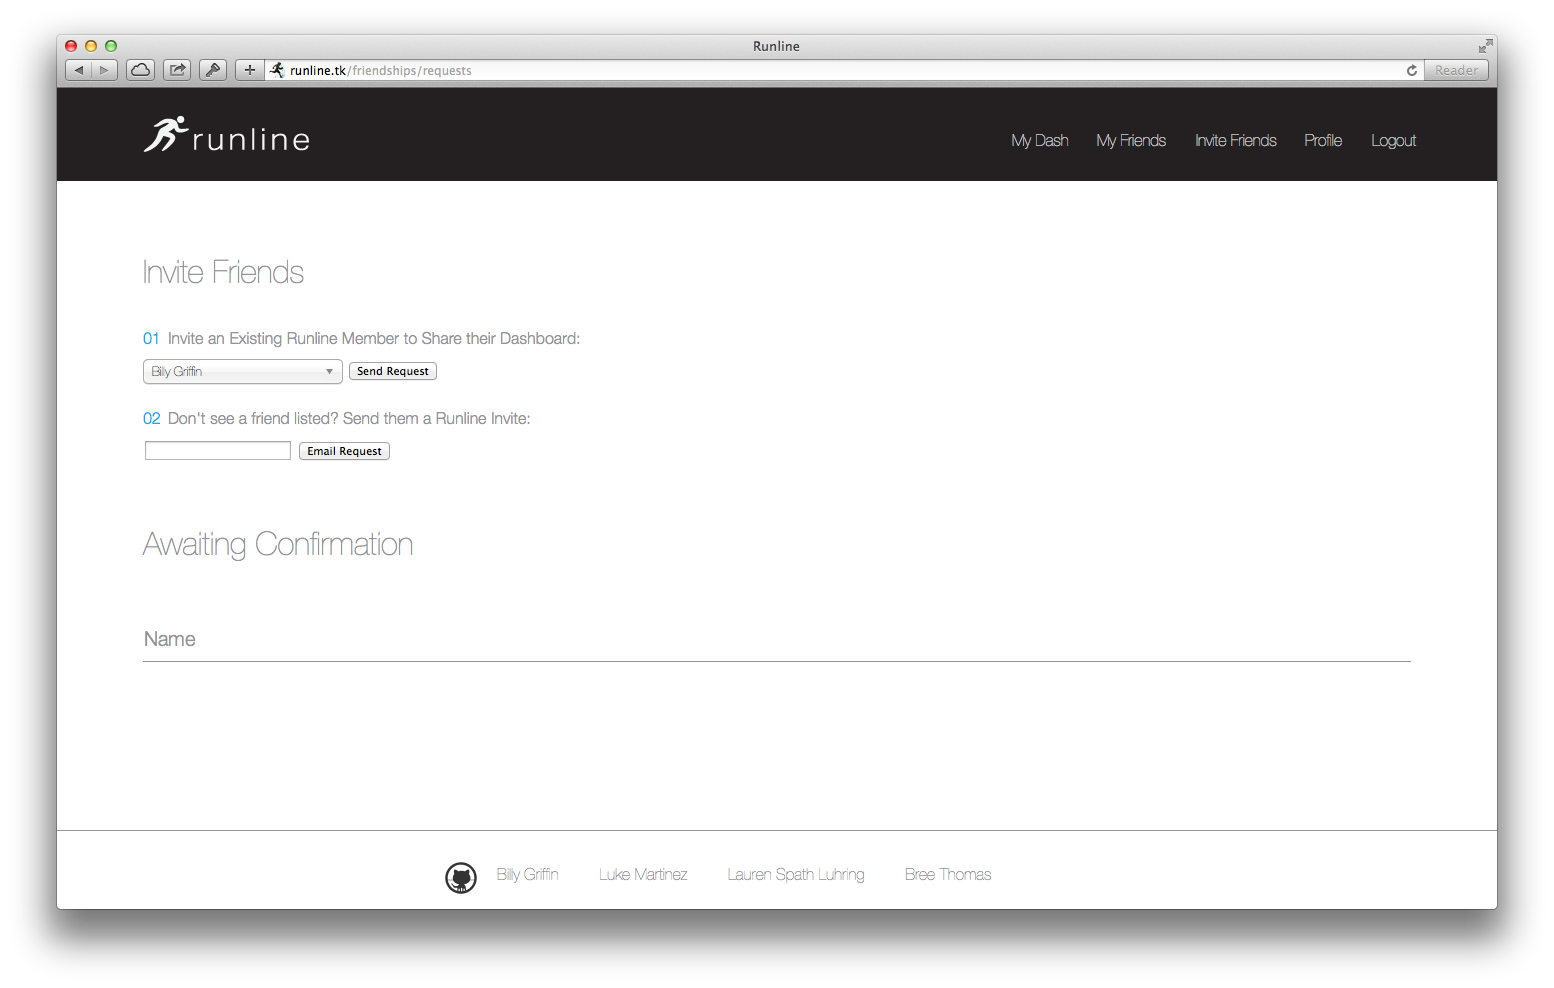 Runline
runline.tk/friendships/requests
Reader
runline
My Dash My Friends Invite Friends Profile Logout
Invite Friends
01 Invite an Existing Runline Member to Share their Dashboard:
Billy Griffin Send Request
02 Don't see a friend listed? Send them a Runline Invite:
Email Request
Awaiting Confirmation
Name
Billy Griffin Luke Martinez Lauren Spath Luhring Bree Thomas